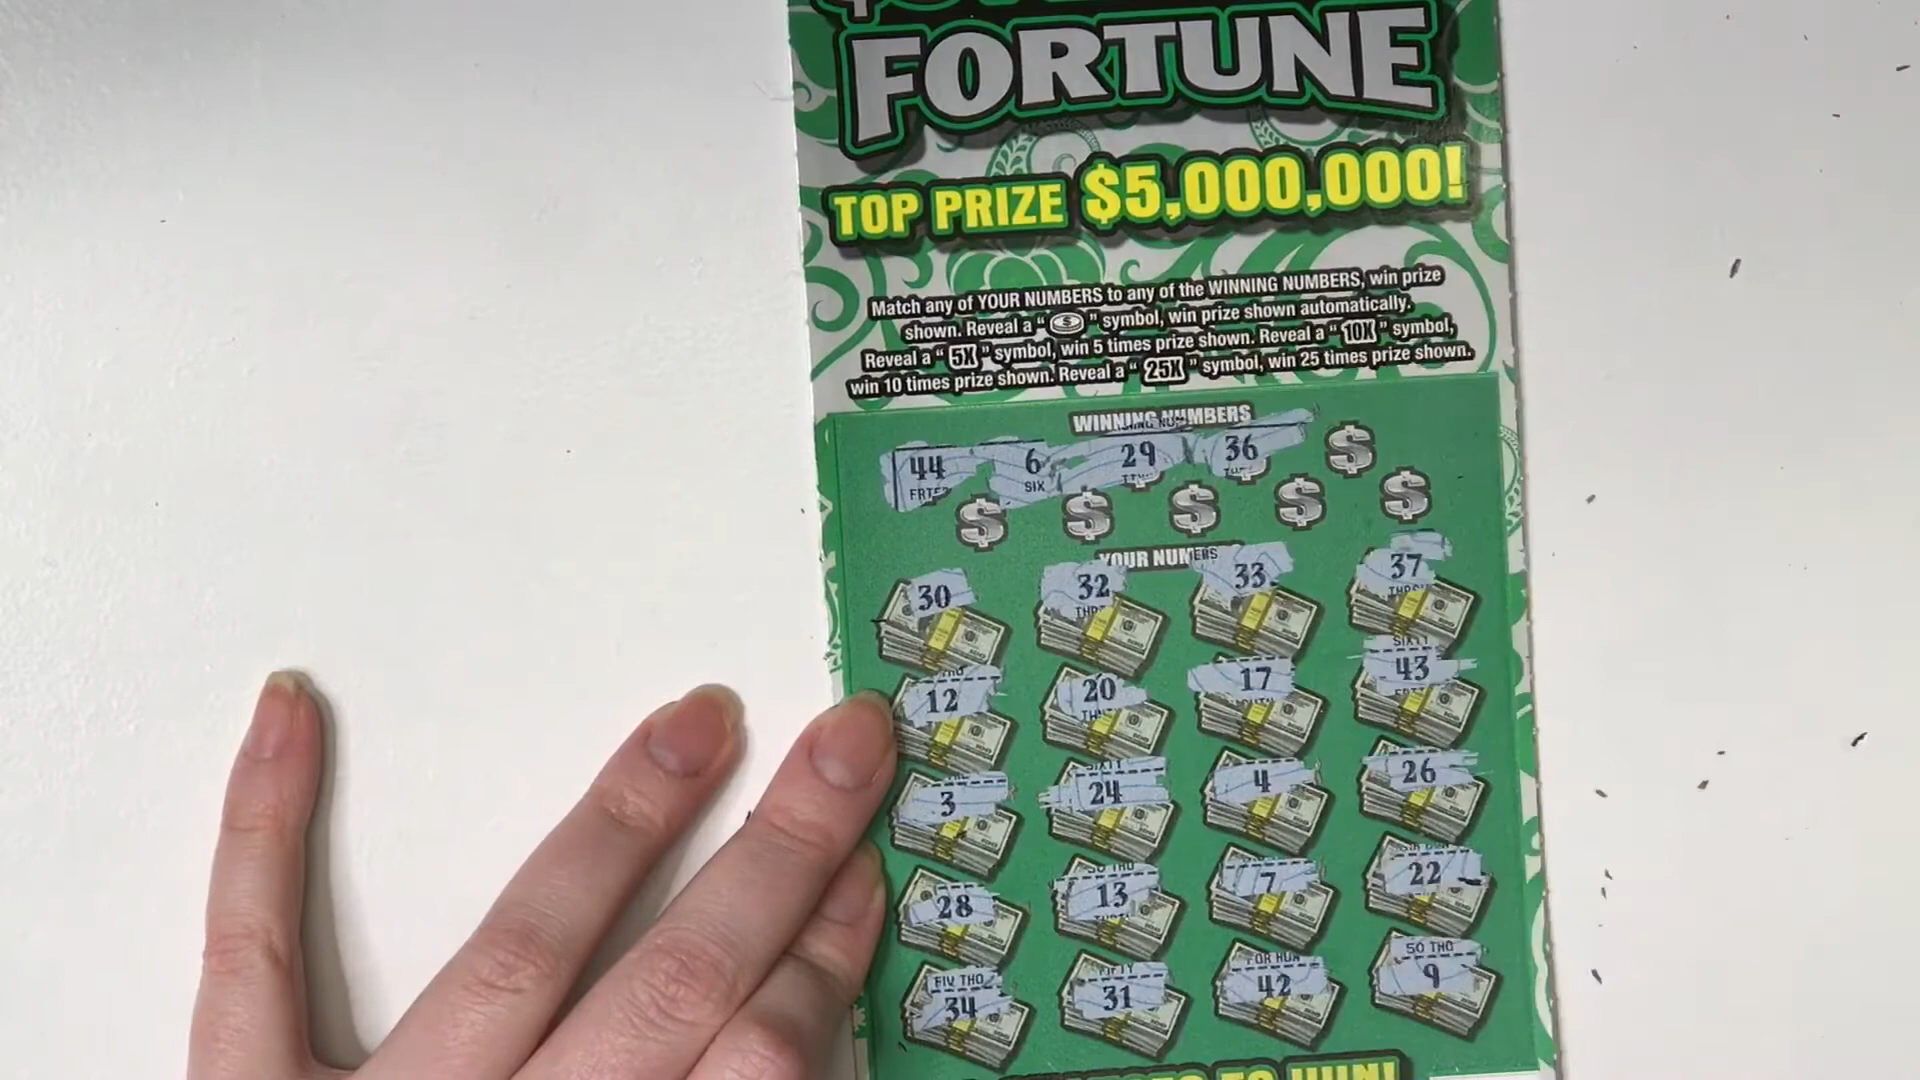 FORTUNE
TOP PRIZE $5,000,000!
Match any of YOUR NUMBERS to any of the WINNING NUMBERS, win prize
shown. Reveal a " " symbol, win prize shown automatically.
Reveal a " 5X " symbol, win 5 times prize shown. Reveal a " 10X " symbol,
win 10 times prize shown. Reveal a " 25X " symbol, win 25 times prize shown.
WINNING NUMBERS
44 6 29 36
SIX
YOUR NUM
30 32 33 37
SIXTY
12 20 17 43
3 24 4 26
28 13 7 22
FIV THO FIFTY FOR HUN 50 THO
34 31 42 9